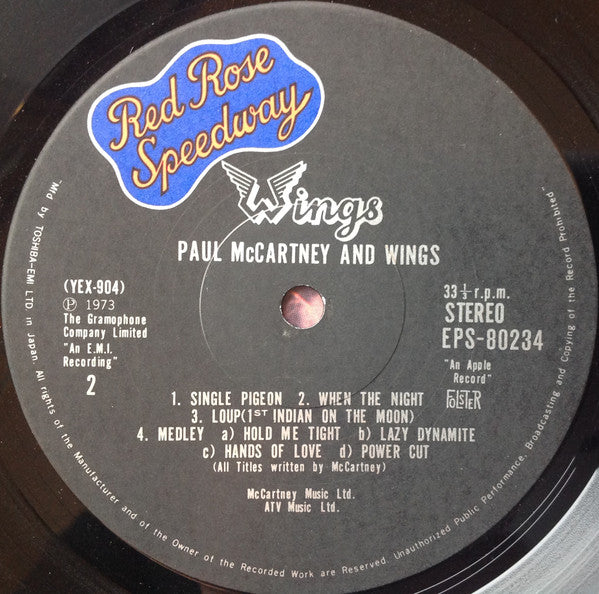 Red Rose
Speedway
Wings
PAUL McCARTNEY AND WINGS
(YEX-904)
Ⓟ 1973
The Gramophone
Company Limited
"An E.M.I.
Recording"
2
33⅓ r.p.m.
STEREO
EPS-80234
"An Apple
Record"
FOLSTER
1. SINGLE PIGEON 2. WHEN THE NIGHT
3. LOUP(1ST INDIAN ON THE MOON)
4. MEDLEY a) HOLD ME TIGHT b) LAZY DYNAMITE
c) HANDS OF LOVE d) POWER CUT
(All Titles written by McCartney)
McCartney Music Ltd.
ATV Music Ltd.
"Mfd by TOSHIBA-EMI LTD. in Japan. All rights of the Manufacturer and of the Owner of the Recorded Work are Reserved. Unauthorized Public Performance, Broadcasting and Copying of the Record Prohibited"